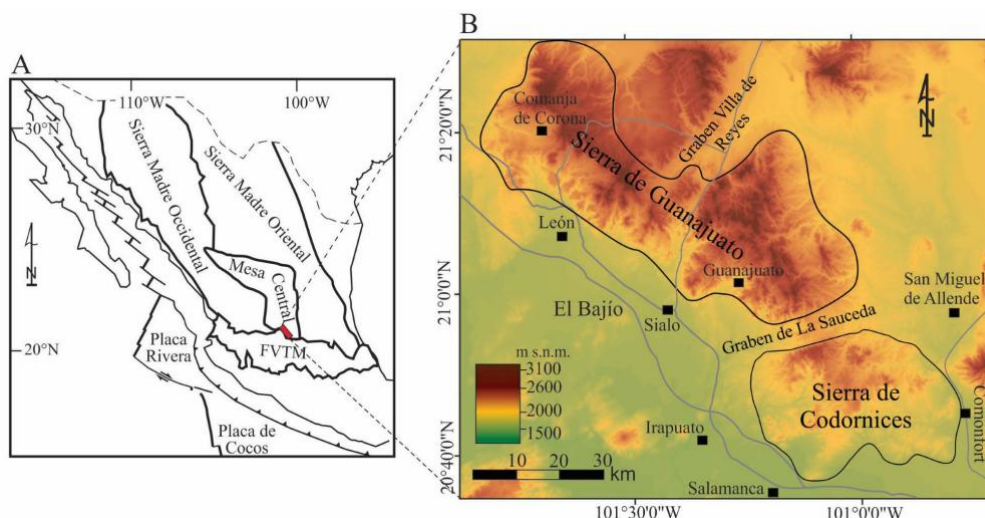 A
110°W
100°W
30°N
20°N
Sierra Madre Occidental
Sierra Madre Oriental
Mesa
Central
FVTM
Placa
Rivera
Placa de
Cocos
N
B
21°20'0"N
21°00'0"N
20°40'0"N
Comanja
de Corona
Graben Villa de
Reyes
Sierra de Guanajuato
León
Guanajuato
San Miguel
de Allende
El Bajío
Sialo
Graben de La Sauceda
m s.n.m.
3100
2600
2000
1500
Sierra de
Codornices
Irapuato
Comonfort
10 20 30
km
Salamanca
101°30'0"W
101°0'0"W
N